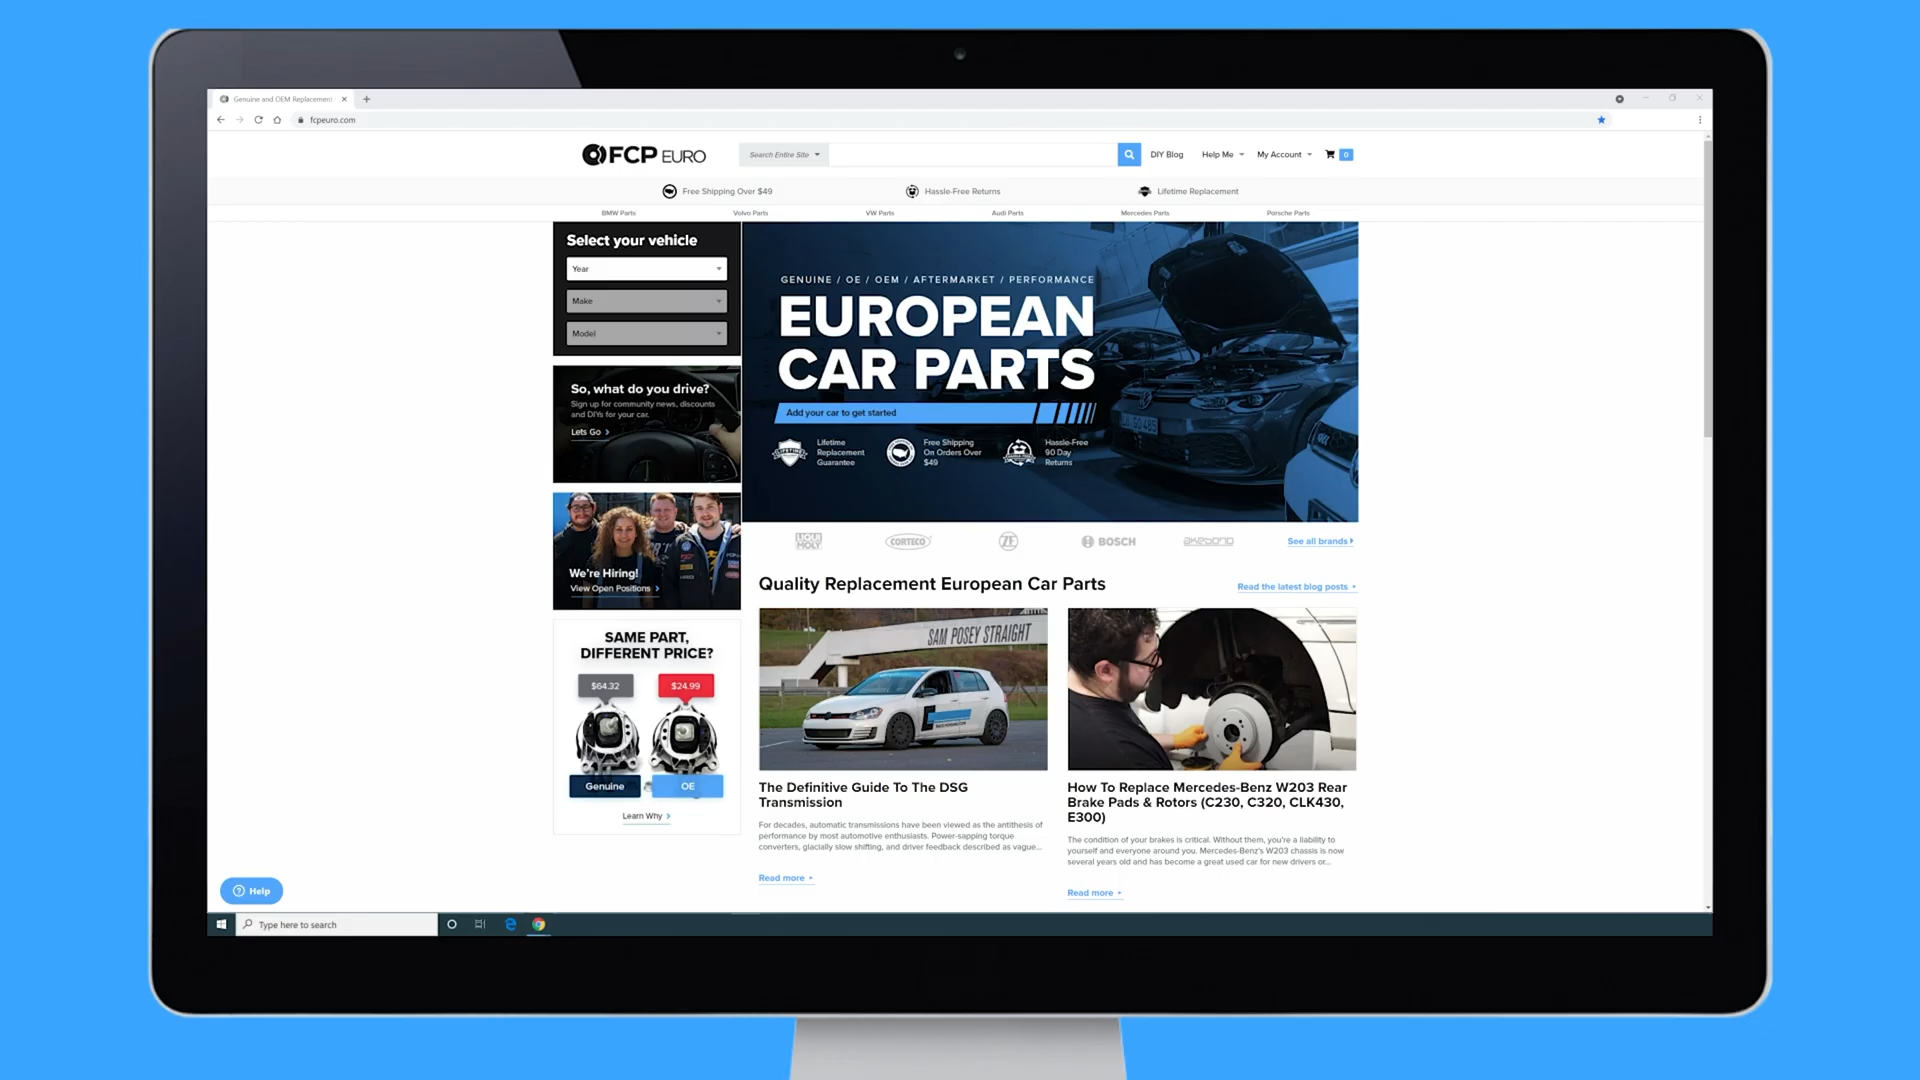 Genuine and OEM Replacement
fcpeuro.com
FCP EURO
Search Entire Site
DIY Blog
Help Me
My Account
0
Free Shipping Over $49
Hassle-Free Returns
Lifetime Replacement
BMW Parts
Volvo Parts
VW Parts
Audi Parts
Mercedes Parts
Porsche Parts
Select your vehicle
Year
Make
Model
So, what do you drive?
Sign up for community news, discounts
and DIYs for your car.
Lets Go
We're Hiring!
View Open Positions
SAME PART,
DIFFERENT PRICE?
$64.32
$24.99
Genuine
OE
Learn Why
GENUINE / OE / OEM / AFTERMARKET / PERFORMANCE
EUROPEAN
CAR PARTS
Add your car to get started
Lifetime
Replacement
Guarantee
Free Shipping
On Orders Over
$49
Hassle-Free
90 Day
Returns
LIQUI
MOLY
CORTECO
ZF
BOSCH
akebono
See all brands
Quality Replacement European Car Parts
Read the latest blog posts
SAM POSEY STRAIGHT
The Definitive Guide To The DSG
Transmission
For decades, automatic transmissions have been viewed as the antithesis of
performance by most automotive enthusiasts. Power-sapping torque
converters, glacially slow shifting, and driver feedback described as vague...
Read more
How To Replace Mercedes-Benz W203 Rear
Brake Pads & Rotors (C230, C320, CLK430,
E300)
The condition of your brakes is critical. Without them, you're a liability to
yourself and everyone around you. Mercedes-Benz's W203 chassis is now
several years old and has become a great used car for new drivers or...
Read more
Help
Type here to search